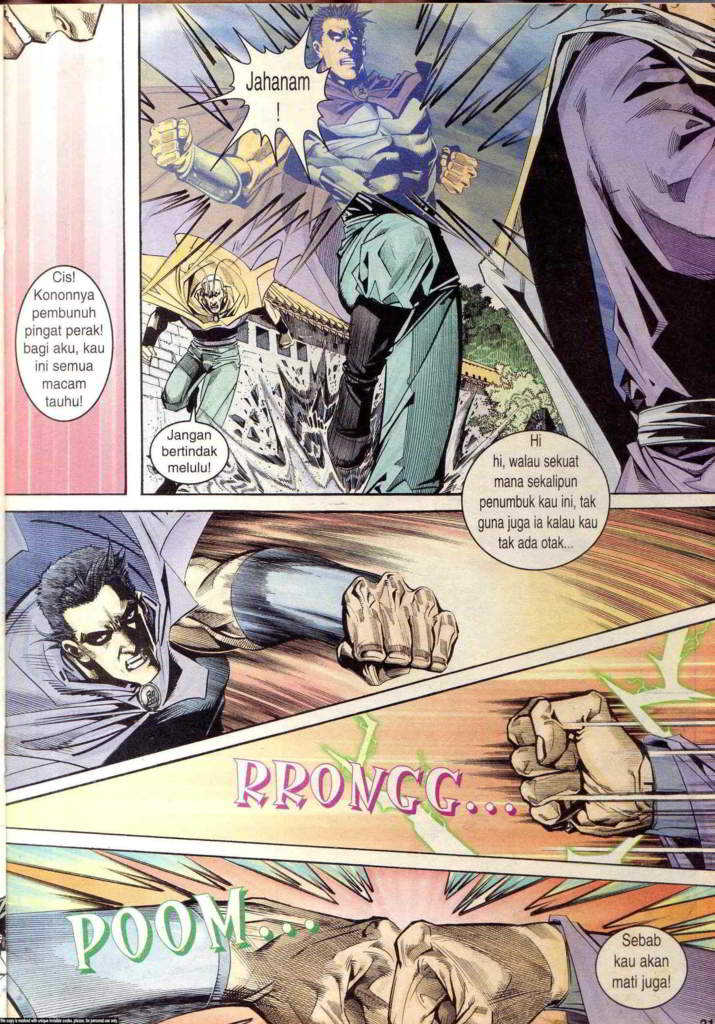 Jahanam
!
Cis!
Kononnya
pembunuh
pingat perak!
bagi aku, kau
ini semua
macam
tauhu!
Jangan
bertindak
melulu!
Hi
hi, walau sekuat
mana sekalipun
penumbuk kau ini, tak
guna juga ia kalau kau
tak ada otak...
RRONGG...
POOM...
Sebab
kau akan
mati juga!